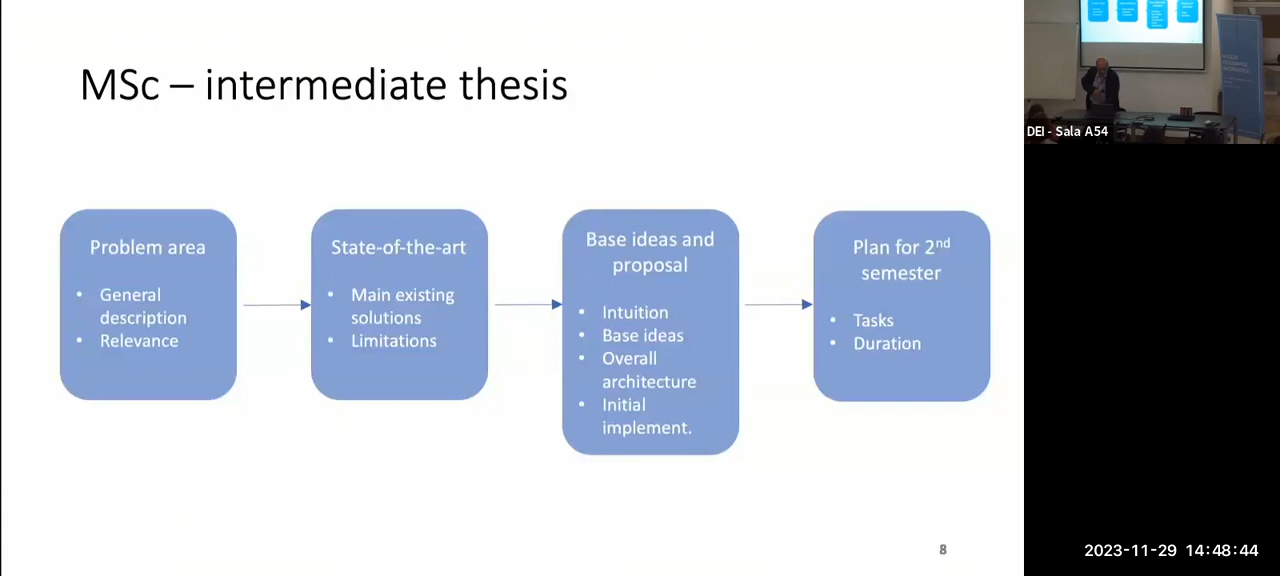 MSc – intermediate thesis
Problem area
• General
description
• Relevance
State-of-the-art
• Main existing
solutions
• Limitations
Base ideas and
proposal
• Intuition
• Base ideas
• Overall
architecture
• Initial
implement.
Plan for 2nd
semester
• Tasks
• Duration
8
DEI - Sala A54
2023-11-29 14:48:44